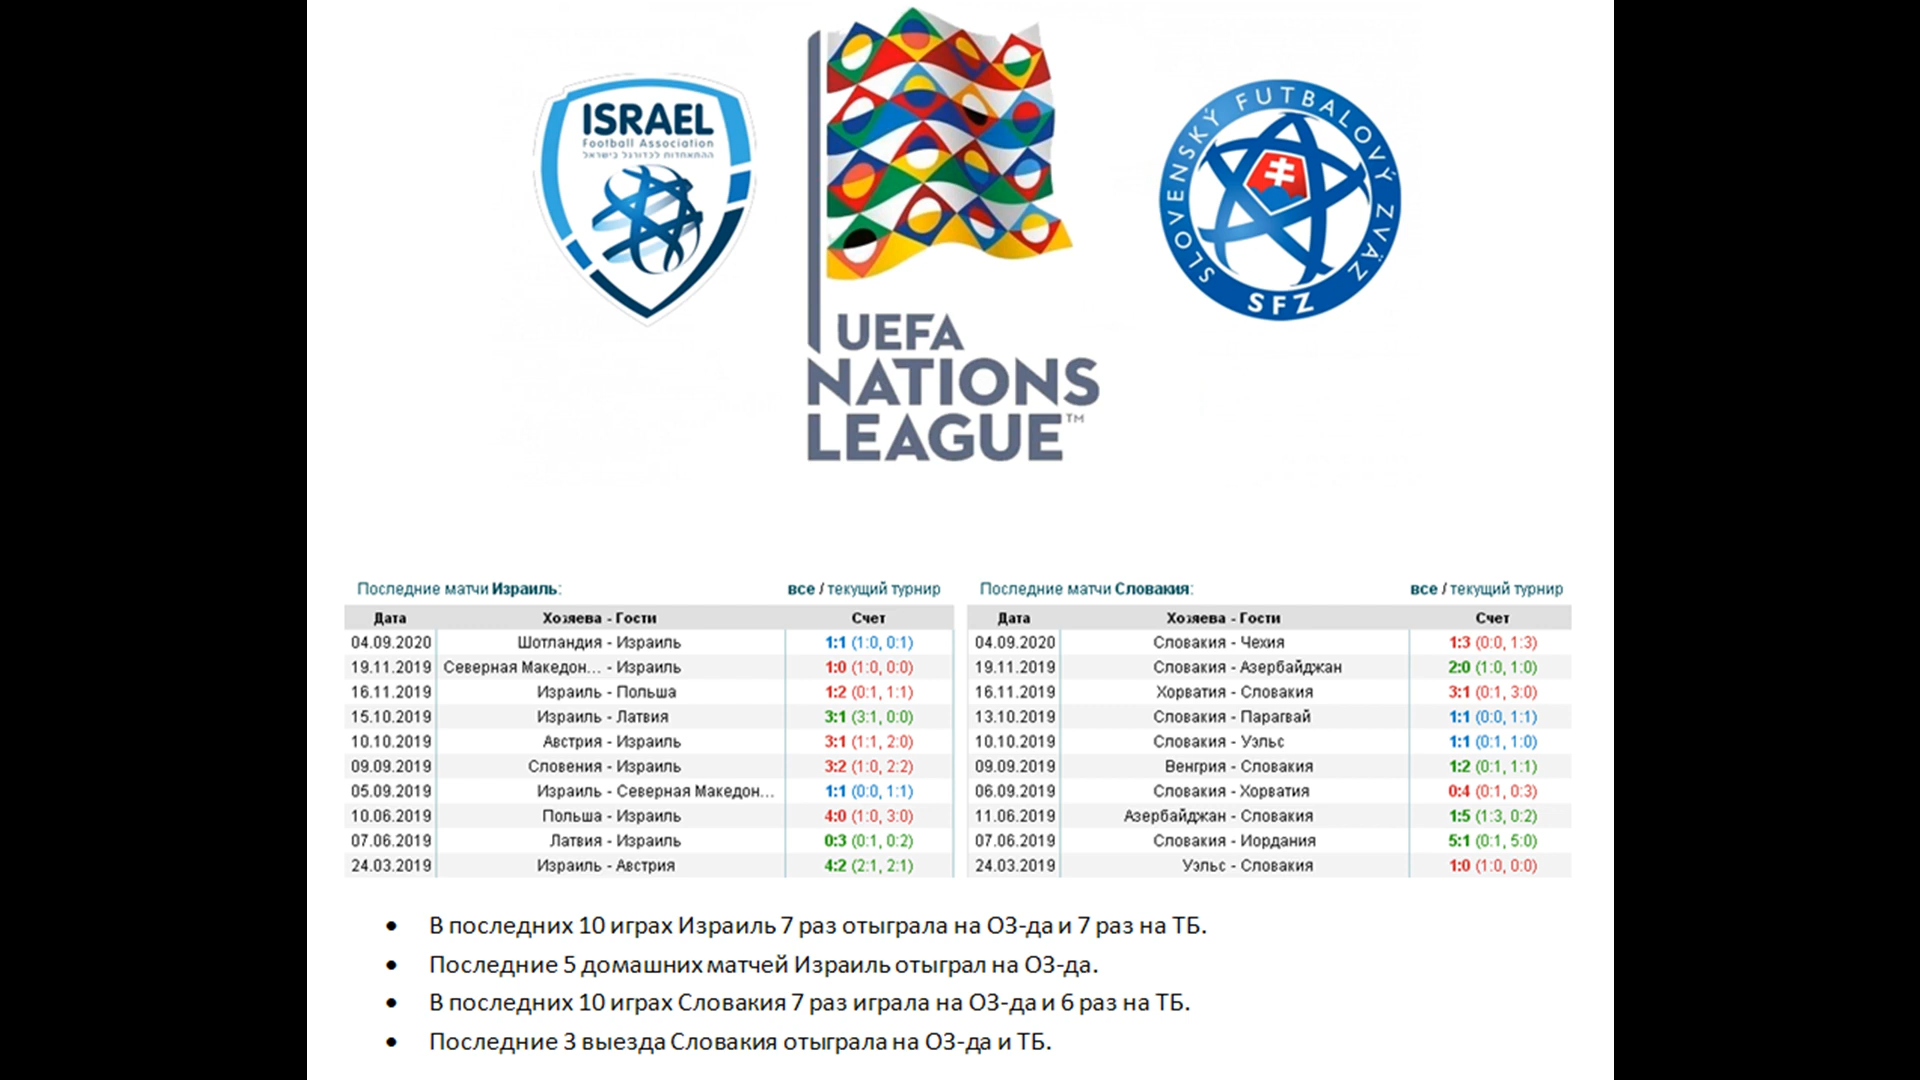 ISRAEL
Football Association
ההתאחדות לכדורגל בישראל
UEFA
NATIONS
LEAGUE™
SLOVENSKÝ FUTBALOVÝ ZVÄZ
SFZ
Последние матчи Израиль: все / текущий турнир
Дата Хозяева - Гости Счет
04.09.2020 Шотландия - Израиль 1:1 (1:0, 0:1)
19.11.2019 Северная Македон... - Израиль 1:0 (1:0, 0:0)
16.11.2019 Израиль - Польша 1:2 (0:1, 1:1)
15.10.2019 Израиль - Латвия 3:1 (3:1, 0:0)
10.10.2019 Австрия - Израиль 3:1 (1:1, 2:0)
09.09.2019 Словения - Израиль 3:2 (1:0, 2:2)
05.09.2019 Израиль - Северная Македон... 1:1 (0:0, 1:1)
10.06.2019 Польша - Израиль 4:0 (1:0, 3:0)
07.06.2019 Латвия - Израиль 0:3 (0:1, 0:2)
24.03.2019 Израиль - Австрия 4:2 (2:1, 2:1)
Последние матчи Словакия: все / текущий турнир
Дата Хозяева - Гости Счет
04.09.2020 Словакия - Чехия 1:3 (0:0, 1:3)
19.11.2019 Словакия - Азербайджан 2:0 (1:0, 1:0)
16.11.2019 Хорватия - Словакия 3:1 (0:1, 3:0)
13.10.2019 Словакия - Парагвай 1:1 (0:0, 1:1)
10.10.2019 Словакия - Уэльс 1:1 (0:1, 1:0)
09.09.2019 Венгрия - Словакия 1:2 (0:1, 1:1)
06.09.2019 Словакия - Хорватия 0:4 (0:1, 0:3)
11.06.2019 Азербайджан - Словакия 1:5 (1:3, 0:2)
07.06.2019 Словакия - Иордания 5:1 (0:1, 5:0)
24.03.2019 Уэльс - Словакия 1:0 (1:0, 0:0)
• В последних 10 играх Израиль 7 раз отыграла на ОЗ-да и 7 раз на ТБ.
• Последние 5 домашних матчей Израиль отыграл на ОЗ-да.
• В последних 10 играх Словакия 7 раз играла на ОЗ-да и 6 раз на ТБ.
• Последние 3 выезда Словакия отыграла на ОЗ-да и ТБ.